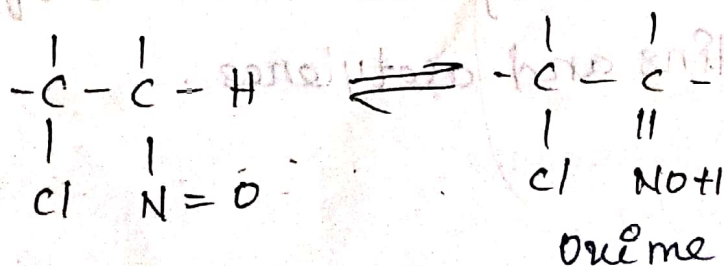 -C-C-H ⇌ -C-C-
Cl N=O Cl NOH
Oxime